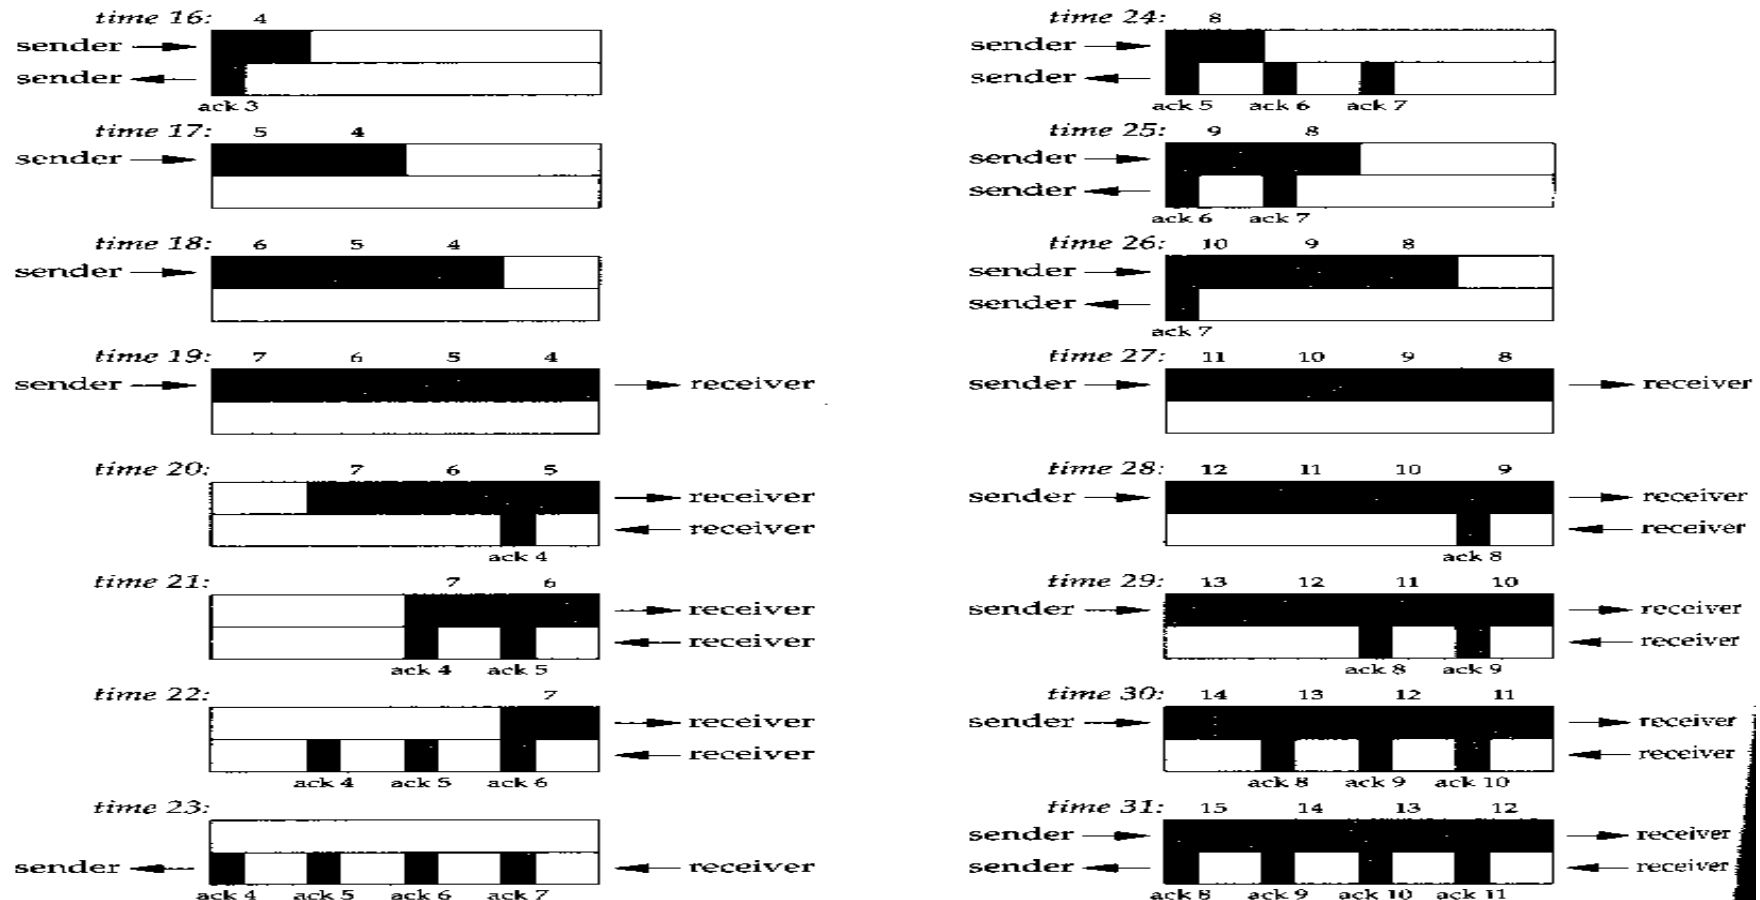 time 16: 4
sender
sender
ack 3
time 17: 5 4
sender
time 18: 6 5 4
sender
time 19: 7 6 5 4
sender receiver
time 20: 7 6 5
receiver
receiver
ack 4
time 21: 7 6
receiver
receiver
ack 4 ack 5
time 22: 7
receiver
receiver
ack 4 ack 5 ack 6
time 23:
sender receiver
ack 4 ack 5 ack 6 ack 7
time 24: 8
sender
sender
ack 5 ack 6 ack 7
time 25: 9 8
sender
sender
ack 6 ack 7
time 26: 10 9 8
sender
sender
ack 7
time 27: 11 10 9 8
sender receiver
time 28: 12 11 10 9
sender receiver
receiver
ack 8
time 29: 13 12 11 10
sender receiver
receiver
ack 8 ack 9
time 30: 14 13 12 11
sender receiver
receiver
ack 8 ack 9 ack 10
time 31: 15 14 13 12
sender receiver
sender receiver
ack 8 ack 9 ack 10 ack 11